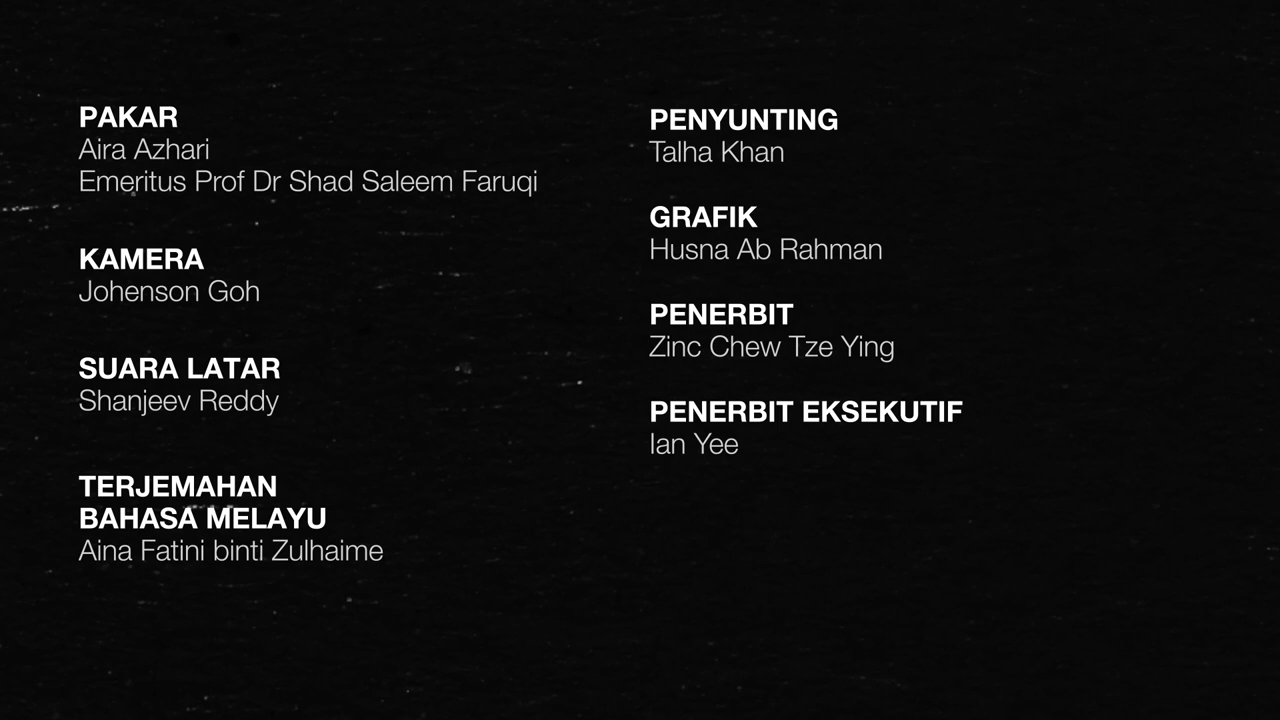 PAKAR
Aira Azhari
Emeritus Prof Dr Shad Saleem Faruqi
KAMERA
Johenson Goh
SUARA LATAR
Shanjeev Reddy
TERJEMAHAN
BAHASA MELAYU
Aina Fatini binti Zulhaime
PENYUNTING
Talha Khan
GRAFIK
Husna Ab Rahman
PENERBIT
Zinc Chew Tze Ying
PENERBIT EKSEKUTIF
Ian Yee